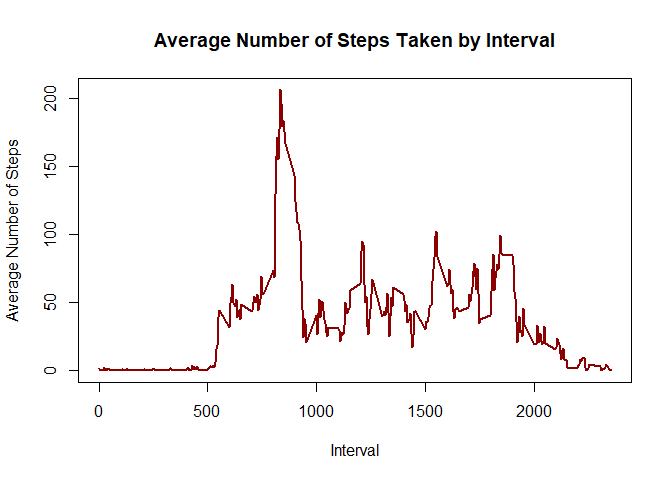 Average Number of Steps Taken by Interval
Average Number of Steps
200
150
100
50
0
0 500 1000 1500 2000
Interval